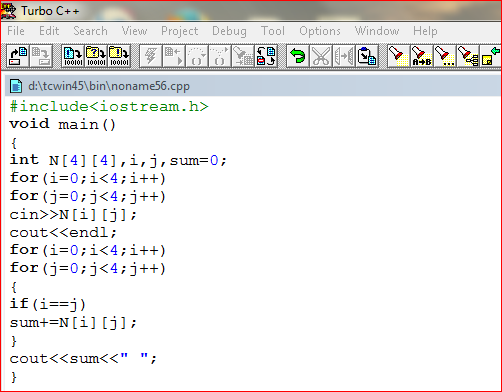 Turbo C++
File Edit Search View Project Debug Tool Options Window Help
d:\tcwin45\bin\noname56.cpp
#include<iostream.h>
void main()
{
int N[4][4],i,j,sum=0;
for(i=0;i<4;i++)
for(j=0;j<4;j++)
cin>>N[i][j];
cout<<endl;
for(i=0;i<4;i++)
for(j=0;j<4;j++)
{
if(i==j)
sum+=N[i][j];
}
cout<<sum<<" ";
}